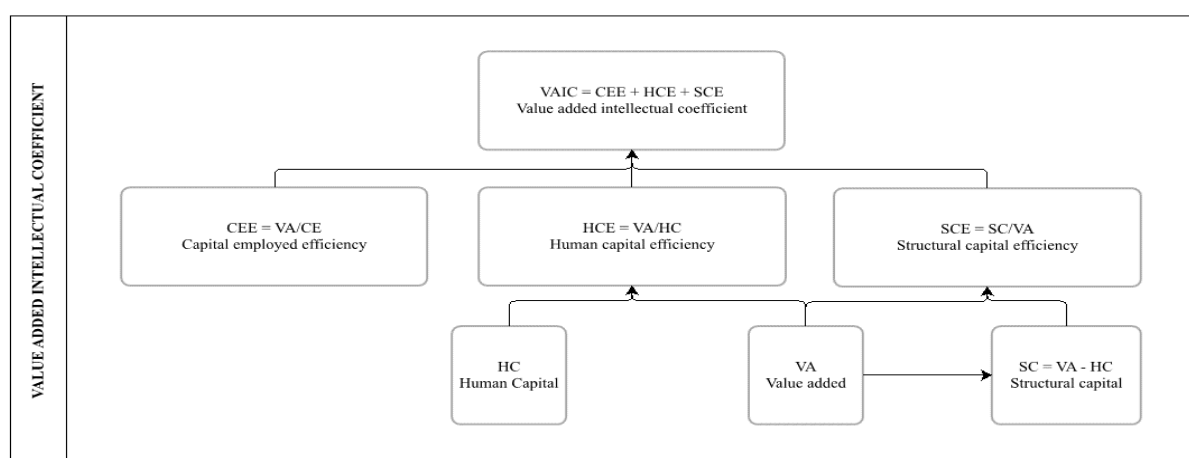 VALUE ADDED INTELLECTUAL COEFFICIENT
VAIC = CEE + HCE + SCE
Value added intellectual coefficient
CEE = VA/CE
Capital employed efficiency
HCE = VA/HC
Human capital efficiency
SCE = SC/VA
Structural capital efficiency
HC
Human Capital
VA
Value added
SC = VA - HC
Structural capital